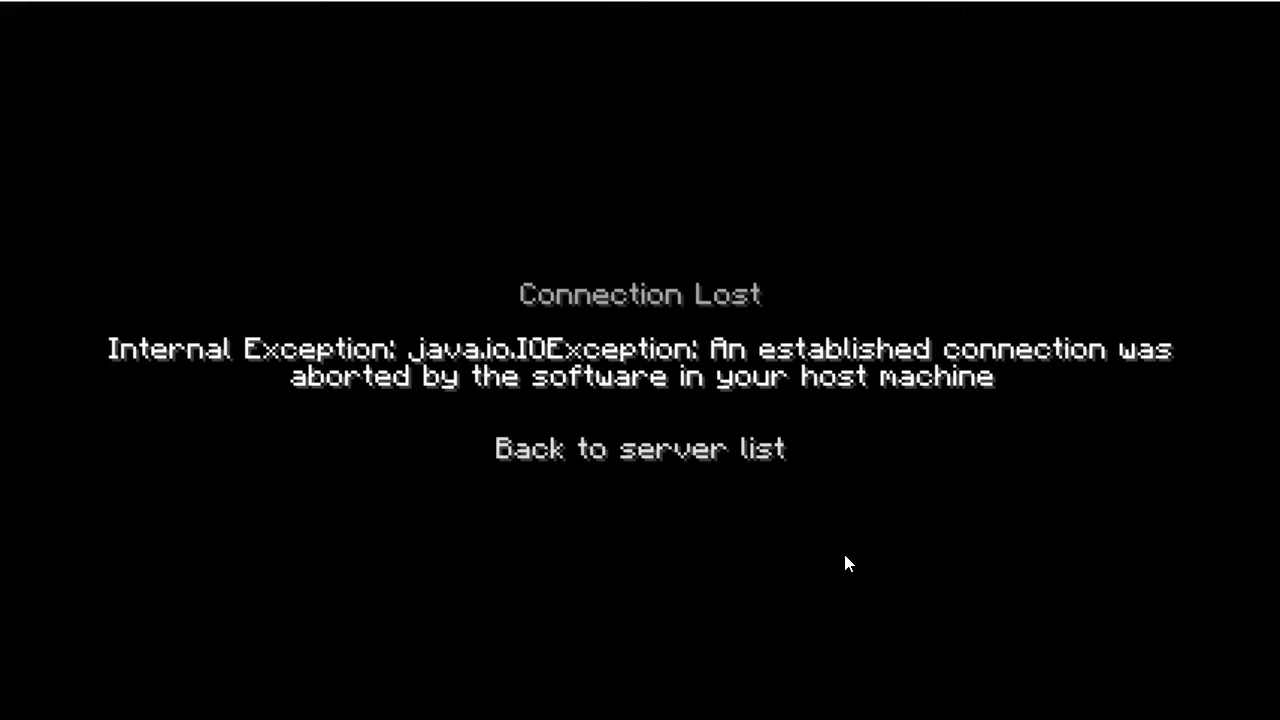 Connection Lost
Internal Exception: java.io.IOException: An established connection was
aborted by the software in your host machine
Back to server list